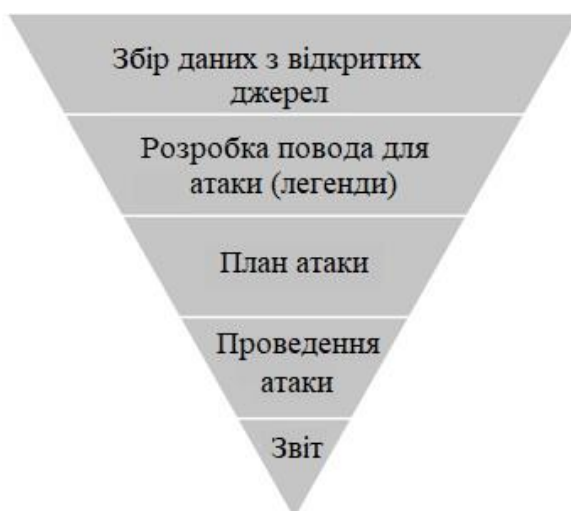 Збір даних з відкритих
джерел
Розробка повода для
атаки (легенди)
План атаки
Проведення
атаки
Звіт